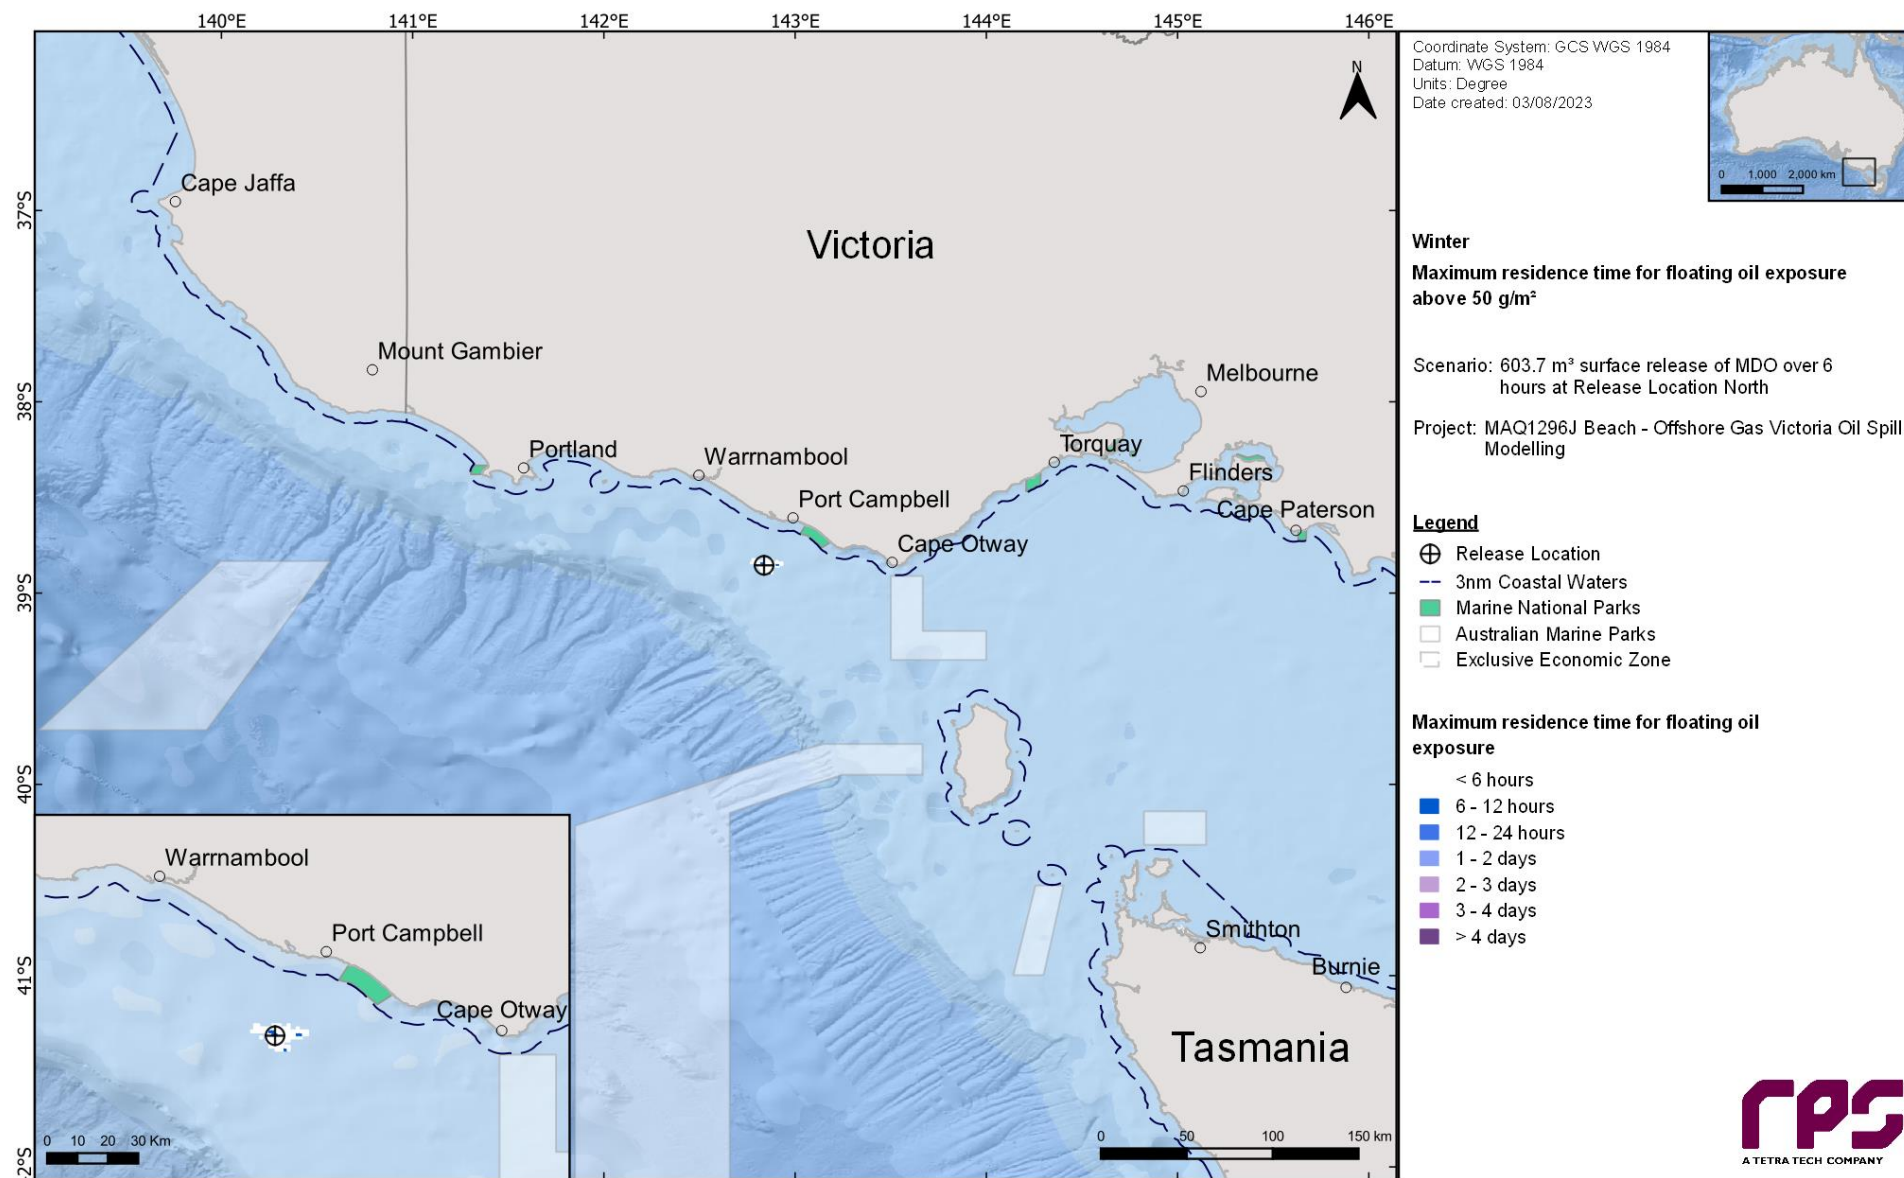 140°E 141°E 142°E 143°E 144°E 145°E 146°E
37°S
38°S
39°S
40°S
41°S
2°S
N
Cape Jaffa
Victoria
Mount Gambier
Melbourne
Portland
Torquay
Warrnambool
Flinders
Port Campbell
Cape Paterson
Cape Otway
Smithton
Burnie
Tasmania
0 50 100 150 km
Warrnambool
Port Campbell
Cape Otway
0 10 20 30 Km
Coordinate System: GCS WGS 1984
Datum: WGS 1984
Units: Degree
Date created: 03/08/2023
0 1,000 2,000 km
Winter
Maximum residence time for floating oil exposure
above 50 g/m²
Scenario: 603.7 m³ surface release of MDO over 6
hours at Release Location North
Project: MAQ1296J Beach - Offshore Gas Victoria Oil Spill
Modelling
Legend
Release Location
3nm Coastal Waters
Marine National Parks
Australian Marine Parks
Exclusive Economic Zone
Maximum residence time for floating oil
exposure
< 6 hours
6 - 12 hours
12 - 24 hours
1 - 2 days
2 - 3 days
3 - 4 days
> 4 days
rps
A TETRA TECH COMPANY